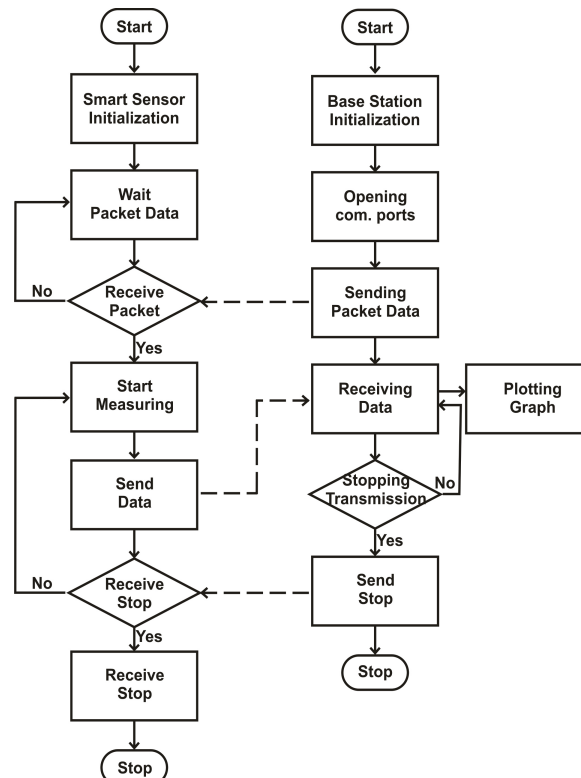 Start
Smart Sensor
Initialization
Wait
Packet Data
No
Receive
Packet
Yes
Start
Measuring
Send
Data
No
Receive
Stop
Yes
Receive
Stop
Stop
Start
Base Station
Initialization
Opening
com. ports
Sending
Packet Data
Receiving
Data
Plotting
Graph
Stopping
Transmission
No
Yes
Send
Stop
Stop